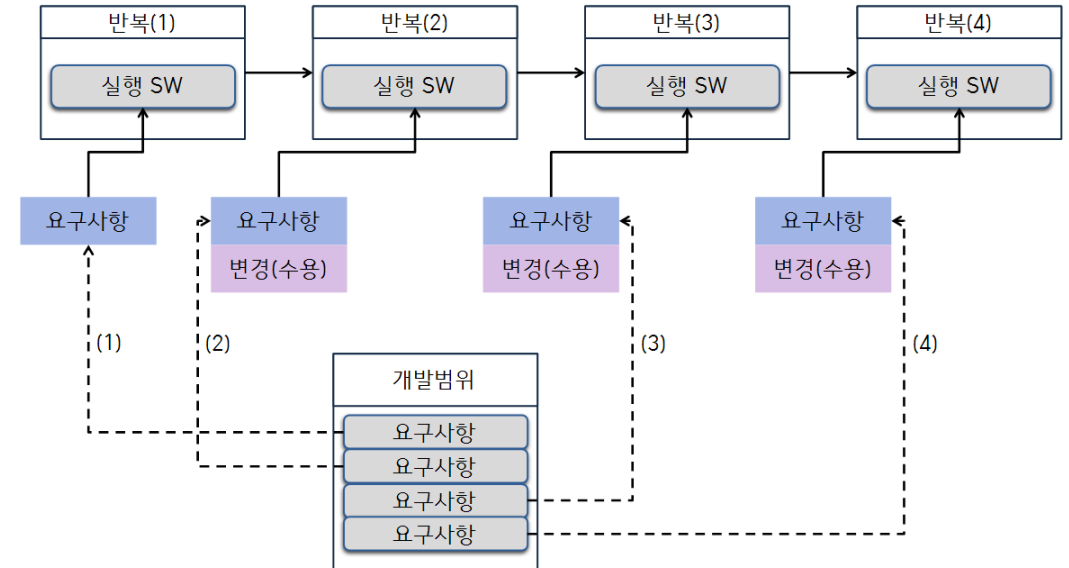 반복(1)
반복(2)
반복(3)
반복(4)
실행 SW
실행 SW
실행 SW
실행 SW
요구사항
요구사항
요구사항
요구사항
변경(수용)
변경(수용)
변경(수용)
(1)
(2)
(3)
(4)
개발범위
요구사항
요구사항
요구사항
요구사항